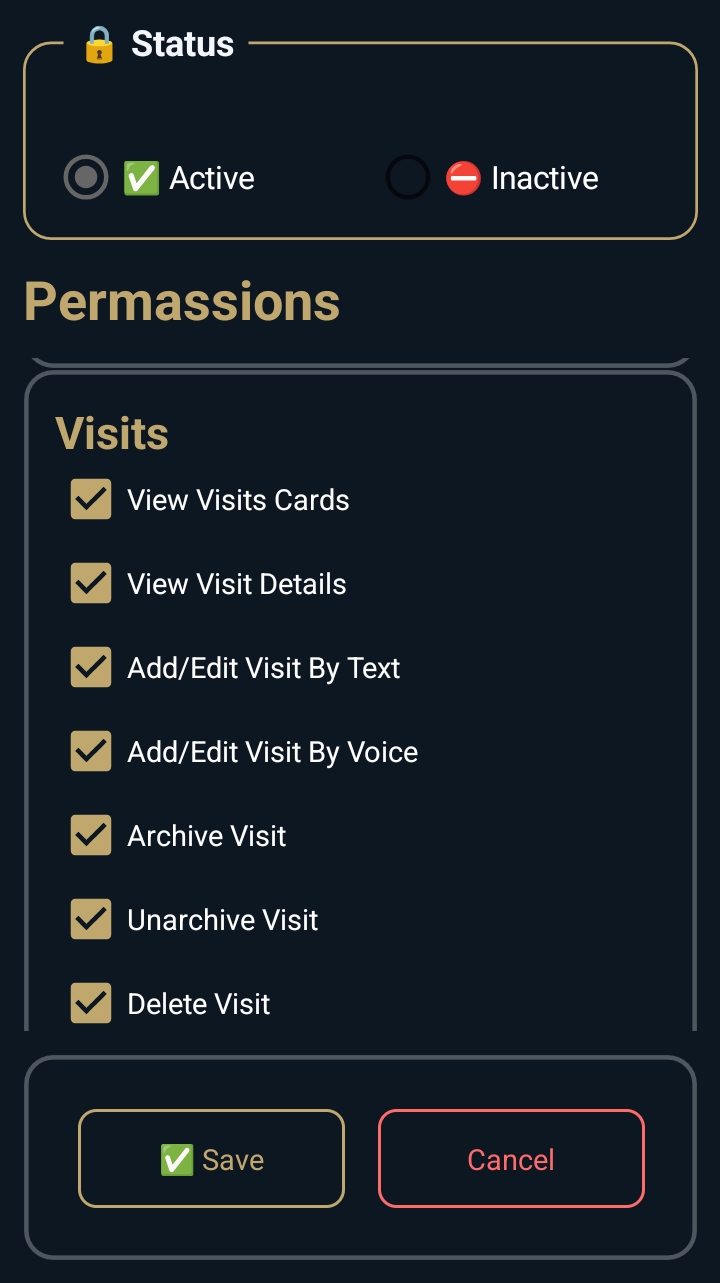 🔒 Status
✅ Active
⛔ Inactive
Permassions
Visits
View Visits Cards
View Visit Details
Add/Edit Visit By Text
Add/Edit Visit By Voice
Archive Visit
Unarchive Visit
Delete Visit
✅ Save
Cancel